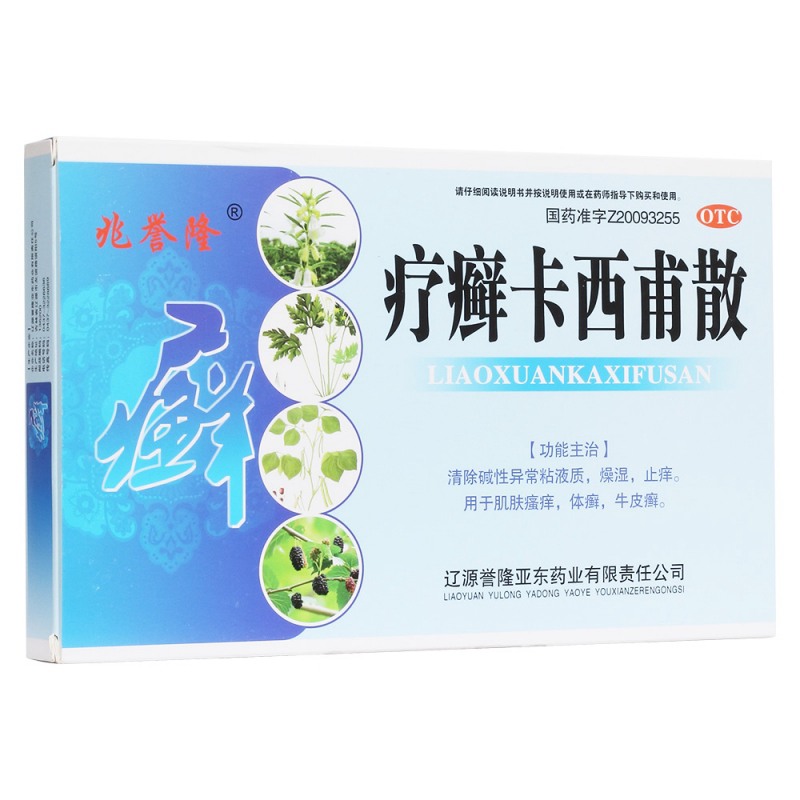 兆誉隆®
癣
请仔细阅读说明书并按说明使用或在药师指导下购买和使用。
国药准字Z20093255 OTC
疗癣卡西甫散
LIAOXUANKAXIFUSAN
【功能主治】
清除碱性异常粘液质，燥湿，止痒。
用于肌肤瘙痒，体癣，牛皮癣。
辽源誉隆亚东药业有限责任公司
LIAOYUAN YULONG YADONG YAOYE YOUXIANZERENGONGSI
癣